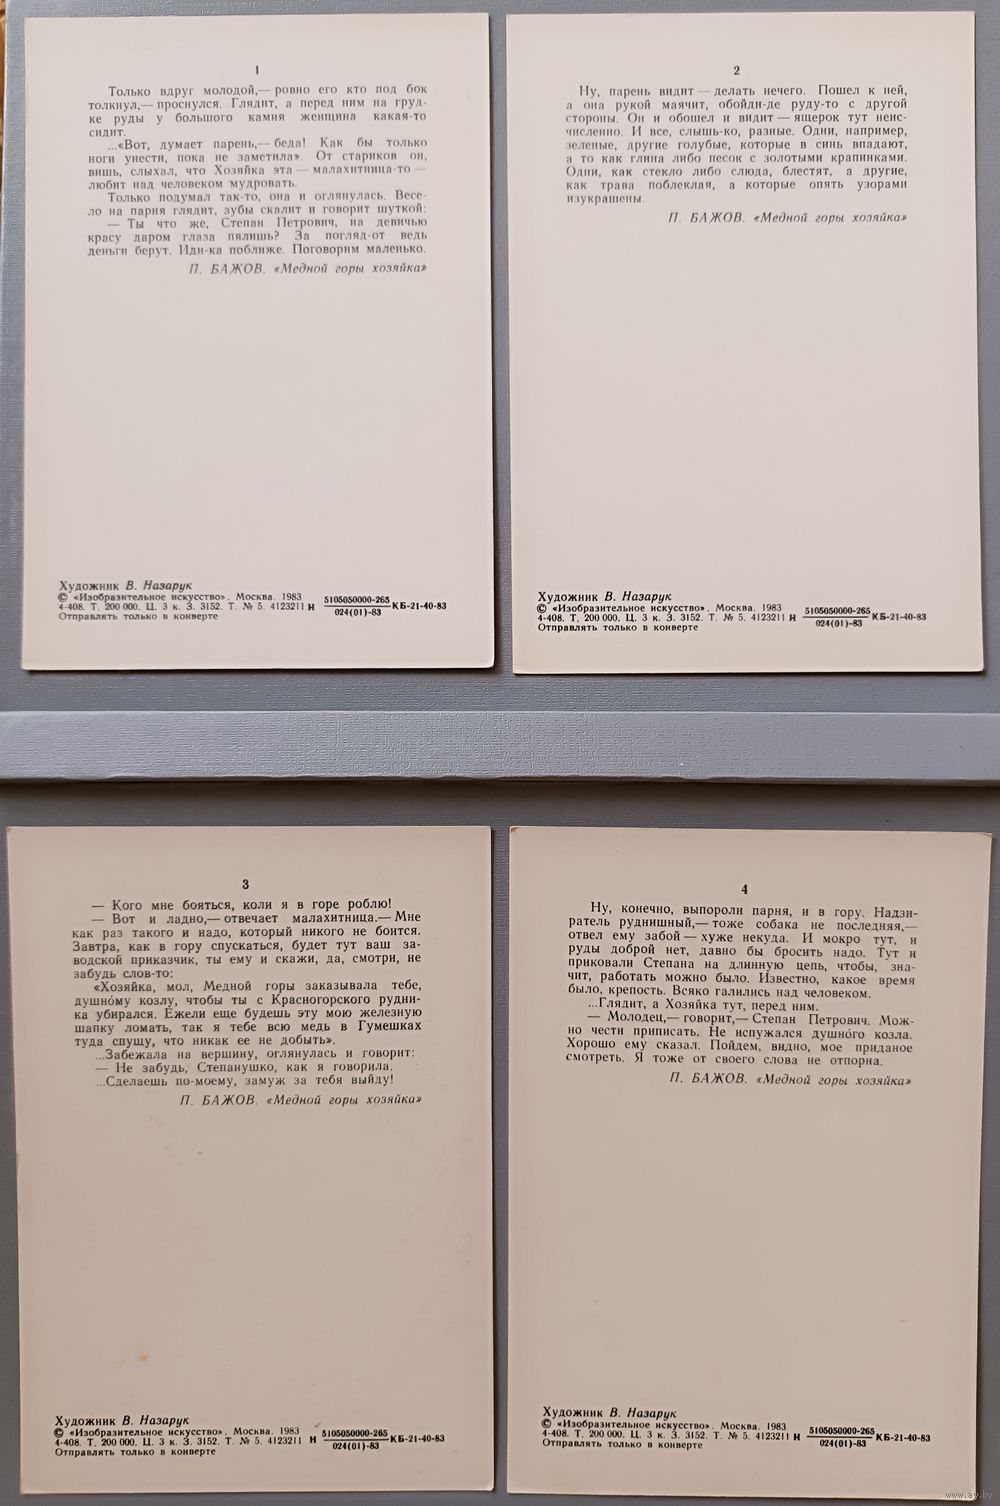 1
Только вдруг молодой,— ровно его кто под бок
толкнул,— проснулся. Глядит, а перед ним на груд-
ке руды у большого камня женщина какая-то
сидит.
...«Вот, думает парень,— беда! Как бы только
ноги унести, пока не заметила». От стариков он,
вишь, слыхал, что Хозяйка эта — малахитница-то —
любит над человеком мудровать.
Только подумал так-то, она и оглянулась. Весе-
ло на парня глядит, зубы скалит и говорит шуткой:
— Ты что же, Степан Петрович, на девичью
красу даром глаза пялишь? За погляд-от ведь
деньги берут. Иди-ка поближе. Поговорим маленько.
П. БАЖОВ. «Медной горы хозяйка»
Художник В. Назарук
© «Изобразительное искусство». Москва. 1983
4-408. Т. 200 000. Ц. 3 к. З. 3152. Т. № 5. 4123211 Н 5105050000-265 КБ-21-40-83
024(01)-83
Отправлять только в конверте
2
Ну, парень видит — делать нечего. Пошел к ней,
а она рукой маячит, обойди-де руду-то с другой
стороны. Он и обошел и видит — ящерок тут неис-
численно. И все, слышь-ко, разные. Одни, например,
зеленые, другие голубые, которые в синь впадают,
а то как глина либо песок с золотыми крапинками.
Одни, как стекло либо слюда, блестят, а другие,
как трава поблеклая, а которые опять узорами
изукрашены.
П. БАЖОВ. «Медной горы хозяйка»
Художник В. Назарук
© «Изобразительное искусство». Москва. 1983
4-408. Т. 200 000. Ц. 3 к. З. 3152. Т. № 5. 4123211 Н 5105050000-265 КБ-21-40-83
024(01)-83
Отправлять только в конверте
3
— Кого мне бояться, коли я в горе роблю!
— Вот и ладно,— отвечает малахитница.— Мне
как раз такого и надо, который никого не боится.
Завтра, как в гору спускаться, будет тут ваш за-
водской приказчик, ты ему и скажи, да, смотри, не
забудь слов-то:
«Хозяйка, мол, Медной горы заказывала тебе,
душно́му козлу, чтобы ты с Красногорского рудни-
ка убирался. Ежели еще будешь эту мою железную
шапку ломать, так я тебе всю медь в Гумешках
туда спущу, что никак ее не добыть».
...Забежала на вершину, оглянулась и говорит:
— Не забудь, Степанушко, как я говорила.
...Сделаешь по-моему, замуж за тебя выйду!
П. БАЖОВ. «Медной горы хозяйка»
Художник В. Назарук
© «Изобразительное искусство». Москва. 1983
4-408. Т. 200 000. Ц. 3 к. З. 3152. Т. № 5. 4123211 Н 5105050000-265 КБ-21-40-83
024(01)-83
Отправлять только в конверте
4
Ну, конечно, выпороли парня, и в гору. Надзи-
ратель руднишный,— тоже собака не последняя,—
отвел ему забой — хуже некуда. И мокро тут, и
руды доброй нет, давно бы бросить надо. Тут и
приковали Степана на длинную цепь, чтобы, зна-
чит, работать можно было. Известно, какое время
было, крепость. Всяко галились над человеком.
...Глядит, а Хозяйка тут, перед ним.
— Молодец,— говорит,— Степан Петрович. Мож-
но чести приписать. Не испужался душно́го козла.
Хорошо ему сказал. Пойдем, видно, мое приданое
смотреть. Я тоже от своего слова не отпорна.
П. БАЖОВ. «Медной горы хозяйка»
Художник В. Назарук
© «Изобразительное искусство». Москва. 1983
4-408. Т. 200 000. Ц. 3 к. З. 3152. Т. № 5. 4123211 Н 5105050000-265 КБ-21-40-83
024(01)-83
Отправлять только в конверте
www.ay.by